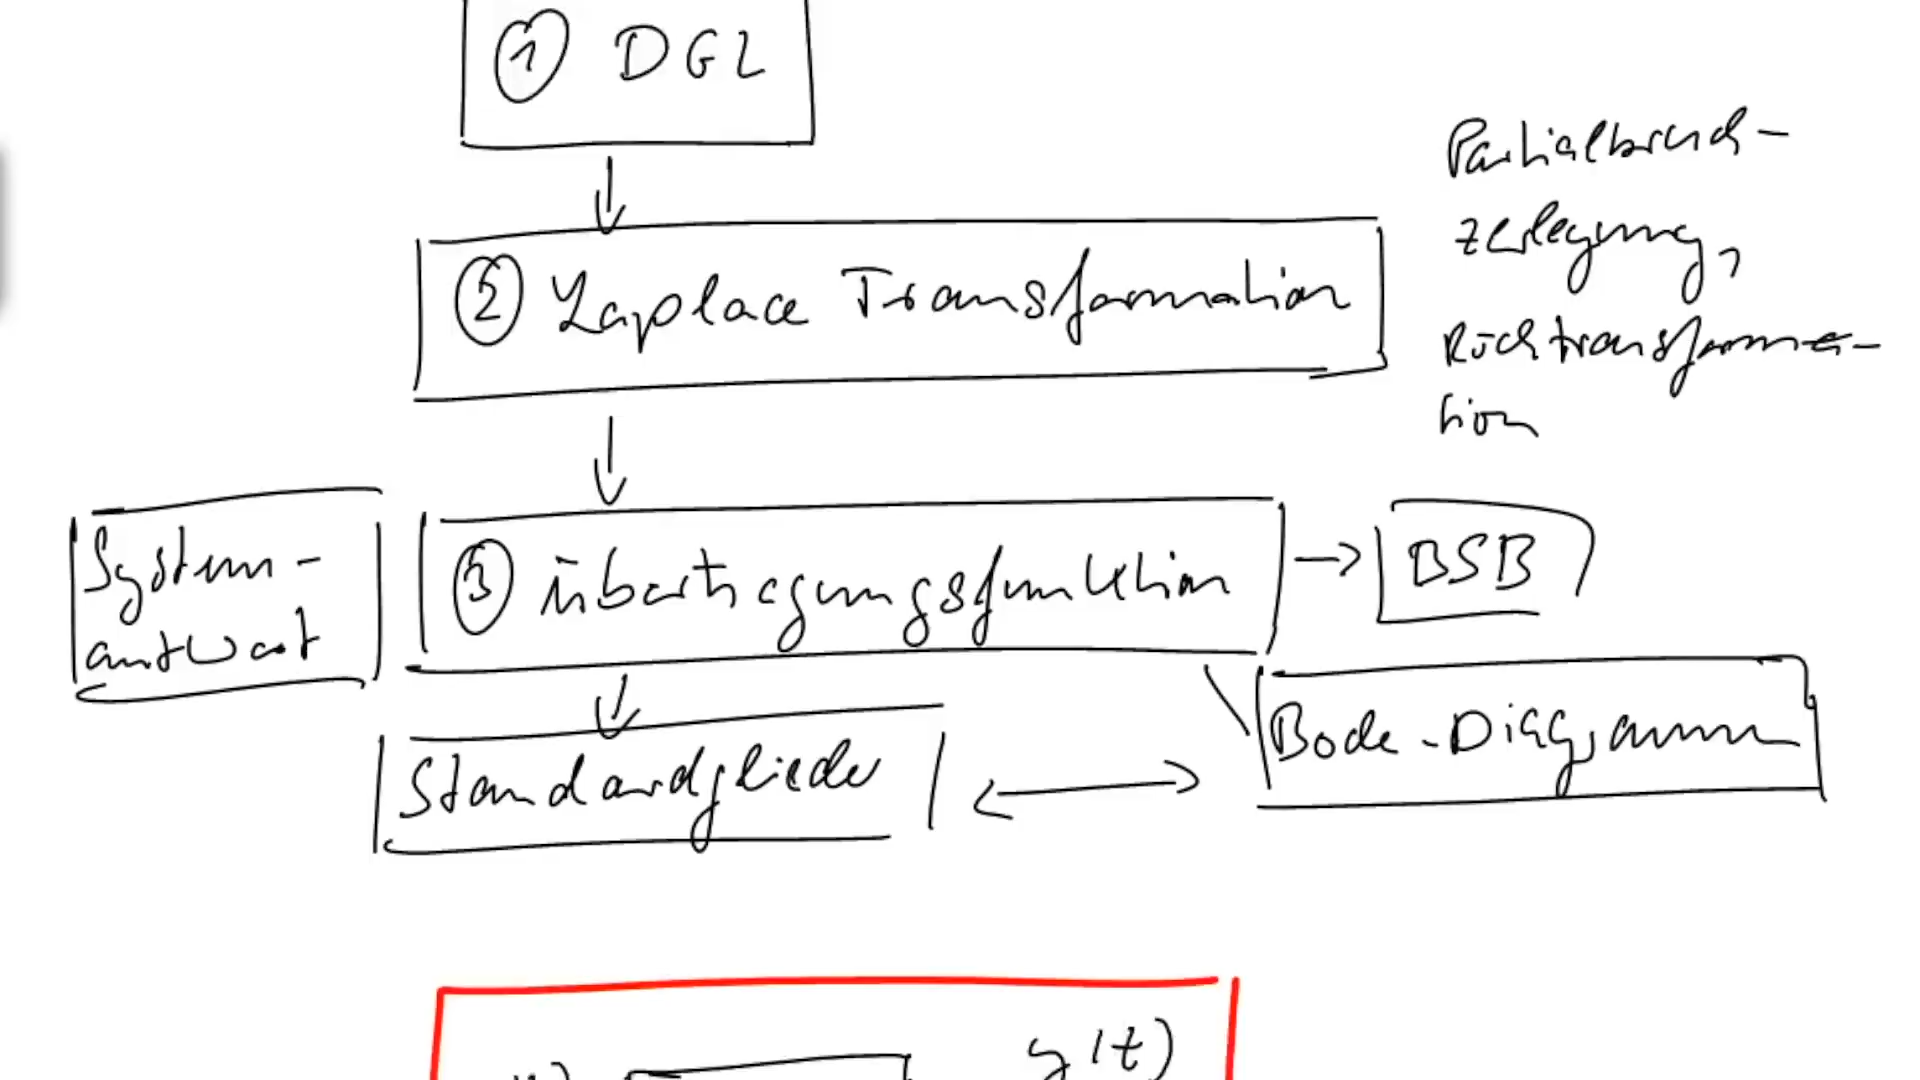 ① DGL
Partialbruch-
zerlegung,
② Laplace Transformation
Rücktransforma-
tion
System-
antwort
③ Übertragungsfunktion
→ BSB
Standardglieder
Bode-Diagramm
y(t)